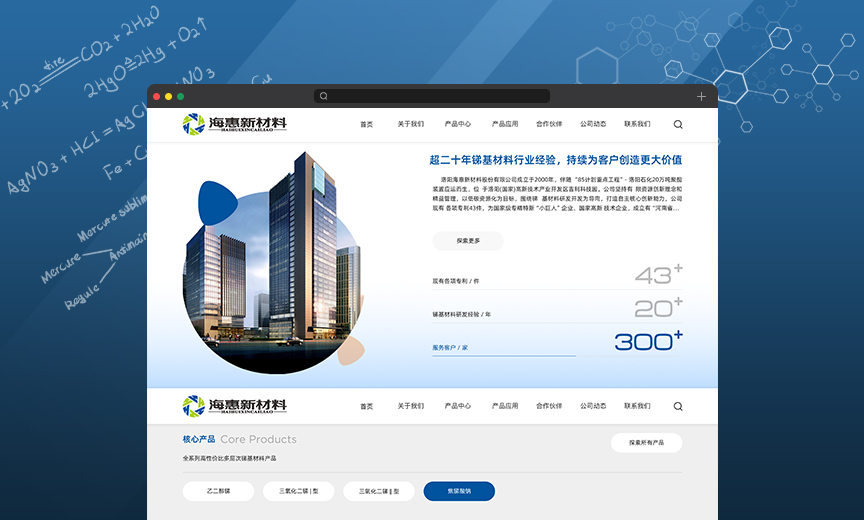 +2O2 fire CO2 + 2H2O
2HgO ≙ 2Hg + O2↑
AgNO3 + HCl = AgC
NO3
Cu
Fe + C
Marcure sublim
Mercure
Antimain
Regule
海惠新材料
HAIHUIXINCAILIAO
首页 关于我们 产品中心 产品应用 合作伙伴 公司动态 联系我们
超二十年锑基材料行业经验，持续为客户创造更大价值
洛阳海惠新材料股份有限公司成立于2000年，伴随“85计划重点工程”- 洛阳石化20万吨聚酯
装置应运而生，位 于洛阳(国家)高新技术产业开发区吉利科技园。公司坚持有 限资源创新理念和
精益管理，以低碳资源化为目标，围绕锑 基材料研发开发为导向，打造自主核心创新能力。公司
现有 各项专利43件，为国家级专精特新 “小巨人” 企业、国家高新 技术企业，成立有 “河南省...
探索更多
现有各项专利 / 件 43+
锑基材料研发经验 / 年 20+
服务客户 / 家 300+
海惠新材料
HAIHUIXINCAILIAO
首页 关于我们 产品中心 产品应用 合作伙伴 公司动态 联系我们
核心产品 Core Products
全系列高性价比多层次锑基材料产品
探索所有产品
乙二醇锑 三氧化二锑 | 型 三氧化二锑 || 型 焦锑酸钠